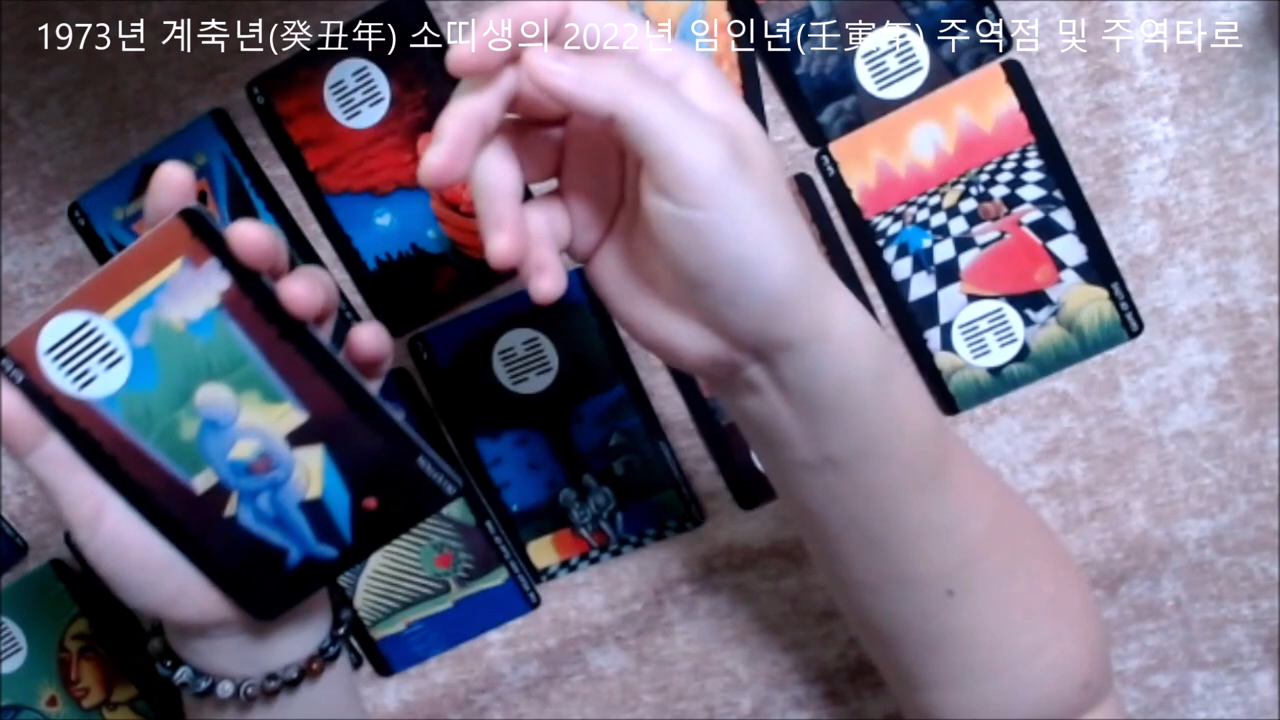 1973년 계축년(癸丑年) 소띠생의 2022년 임인년(壬寅年) 주역점 및 주역타로